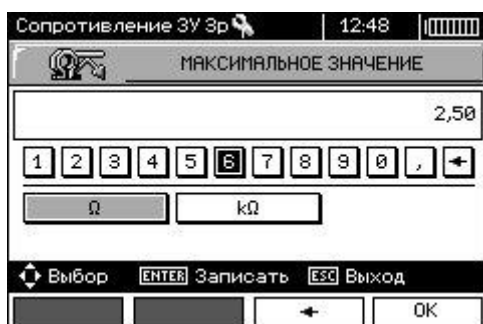 Сопротивление ЗУ 3p 12:48
МАКСИМАЛЬНОЕ ЗНАЧЕНИЕ
2,50
1 2 3 4 5 6 7 8 9 0 , ←
Ω kΩ
Выбор ENTER Записать ESC Выход
← OK